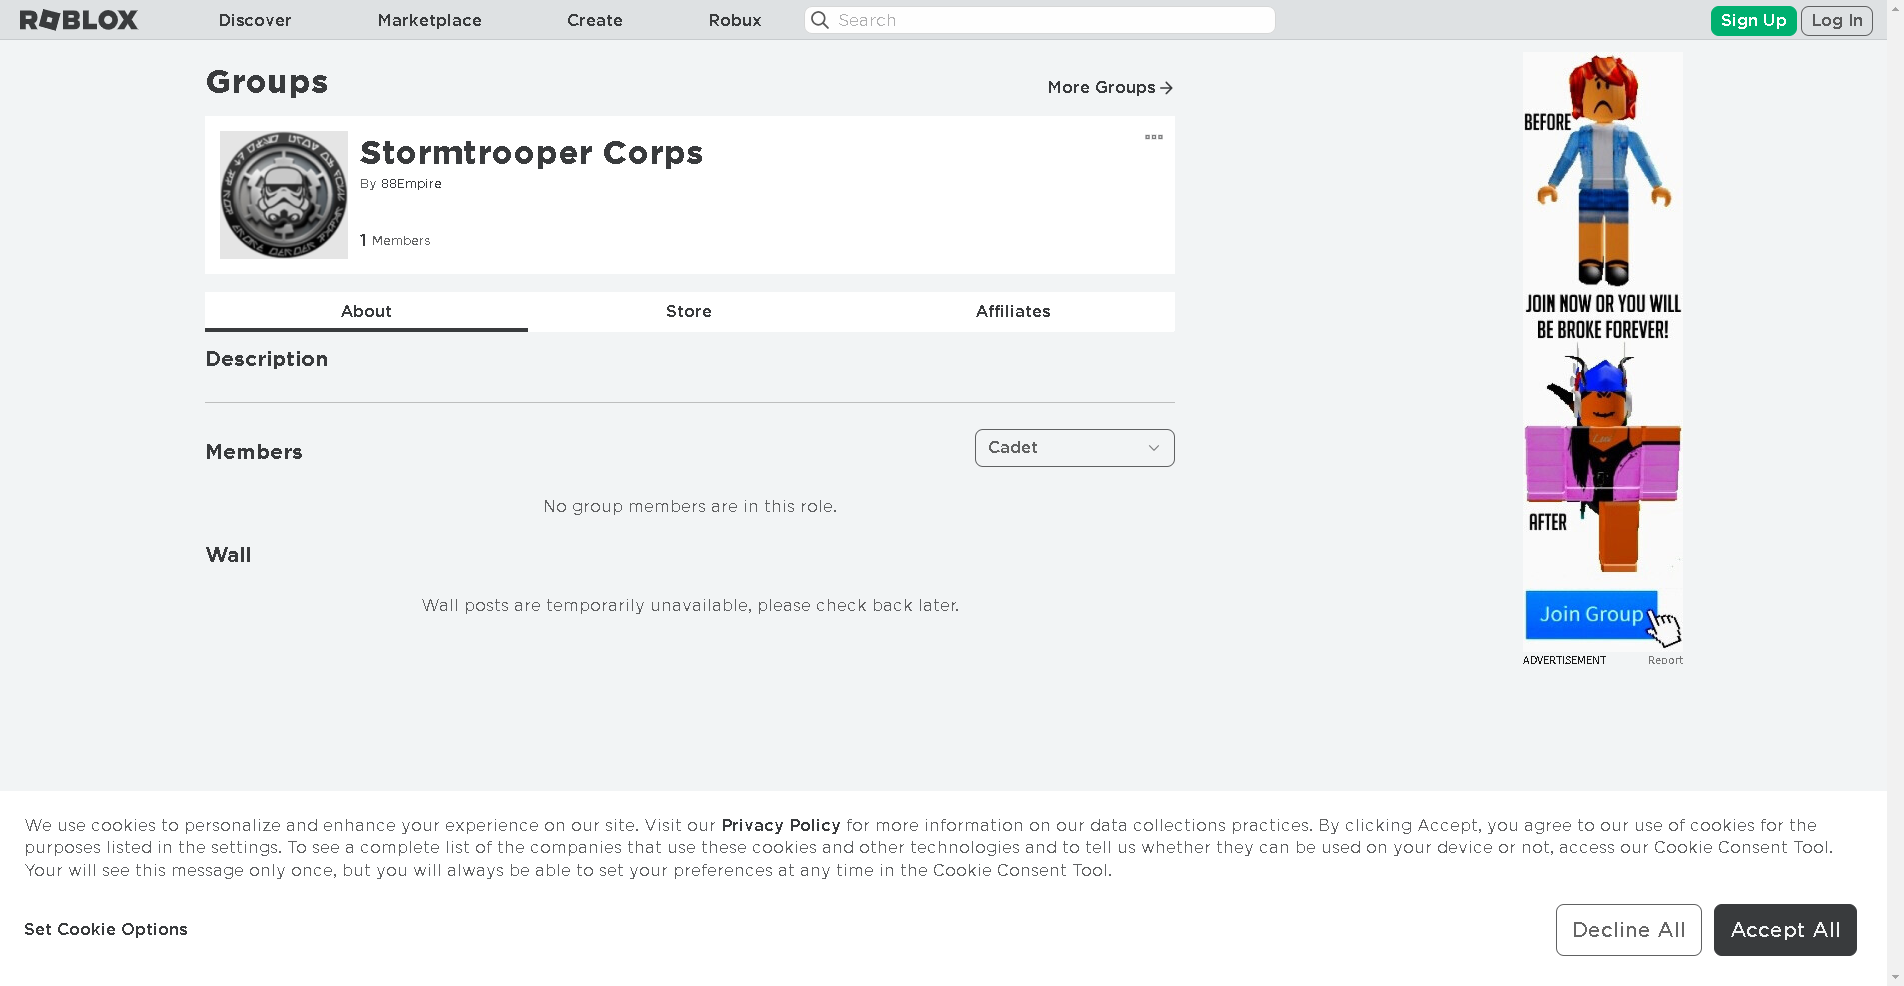 ROBLOX Discover Marketplace Create Robux Search Sign Up Log In
Groups
More Groups
Stormtrooper Corps
By 88Empire
1 Members
About Store Affiliates
Description
Members
Cadet
No group members are in this role.
Wall
Wall posts are temporarily unavailable, please check back later.
BEFORE
JOIN NOW OR YOU WILL
BE BROKE FOREVER!
AFTER
Join Group
ADVERTISEMENT Report
We use cookies to personalize and enhance your experience on our site. Visit our Privacy Policy for more information on our data collections practices. By clicking Accept, you agree to our use of cookies for the
purposes listed in the settings. To see a complete list of the companies that use these cookies and other technologies and to tell us whether they can be used on your device or not, access our Cookie Consent Tool.
Your will see this message only once, but you will always be able to set your preferences at any time in the Cookie Consent Tool.
Set Cookie Options
Decline All
Accept All